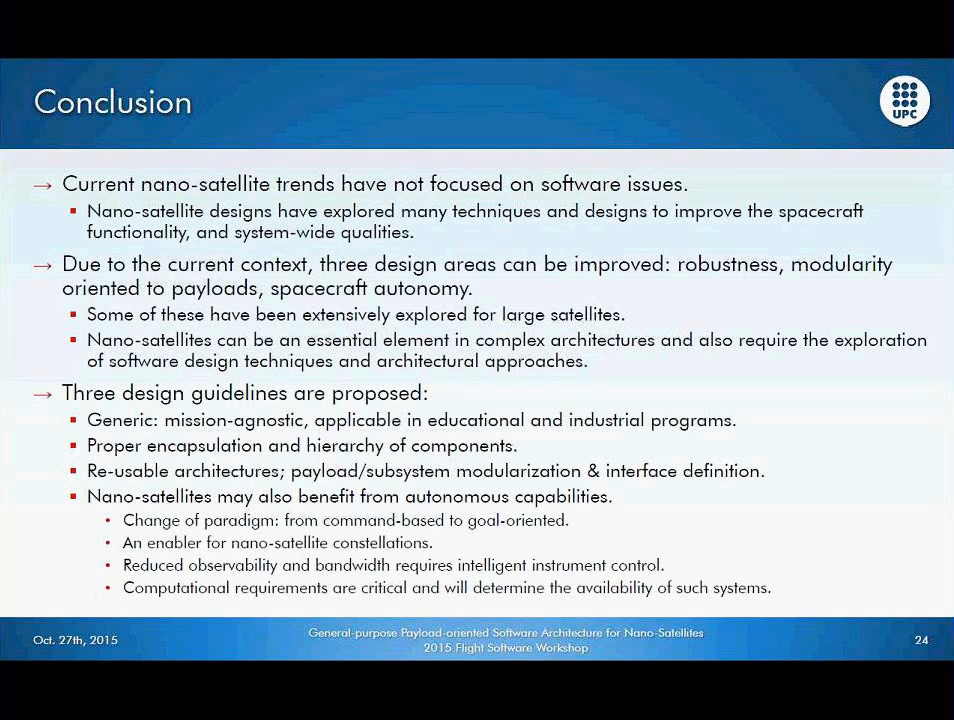 Conclusion
UPC
→ Current nano-satellite trends have not focused on software issues.
▪ Nano-satellite designs have explored many techniques and designs to improve the spacecraft
functionality, and system-wide qualities.
→ Due to the current context, three design areas can be improved: robustness, modularity
oriented to payloads, spacecraft autonomy.
▪ Some of these have been extensively explored for large satellites.
▪ Nano-satellites can be an essential element in complex architectures and also require the exploration
of software design techniques and architectural approaches.
→ Three design guidelines are proposed:
▪ Generic: mission-agnostic, applicable in educational and industrial programs.
▪ Proper encapsulation and hierarchy of components.
▪ Re-usable architectures; payload/subsystem modularization & interface definition.
▪ Nano-satellites may also benefit from autonomous capabilities.
• Change of paradigm: from command-based to goal-oriented.
• An enabler for nano-satellite constellations.
• Reduced observability and bandwidth requires intelligent instrument control.
• Computational requirements are critical and will determine the availability of such systems.
Oct. 27th, 2015
General-purpose Payload-oriented Software Architecture for Nano-Satellites
2015 Flight Software Workshop
24